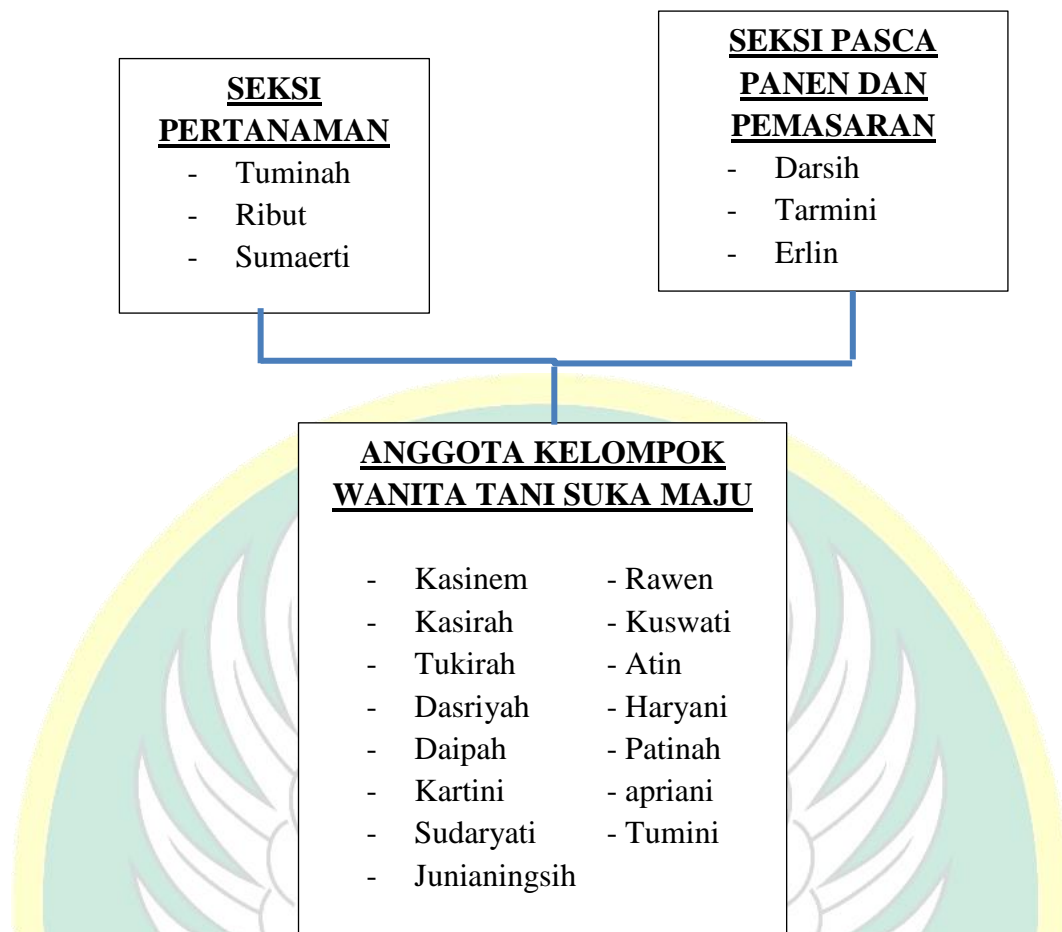 SEKSI
PERTANAMAN
- Tuminah
- Ribut
- Sumaerti
SEKSI PASCA
PANEN DAN
PEMASARAN
- Darsih
- Tarmini
- Erlin
ANGGOTA KELOMPOK
WANITA TANI SUKA MAJU
- Kasinem - Rawen
- Kasirah - Kuswati
- Tukirah - Atin
- Dasriyah - Haryani
- Daipah - Patinah
- Kartini - apriani
- Sudaryati - Tumini
- Junianingsih